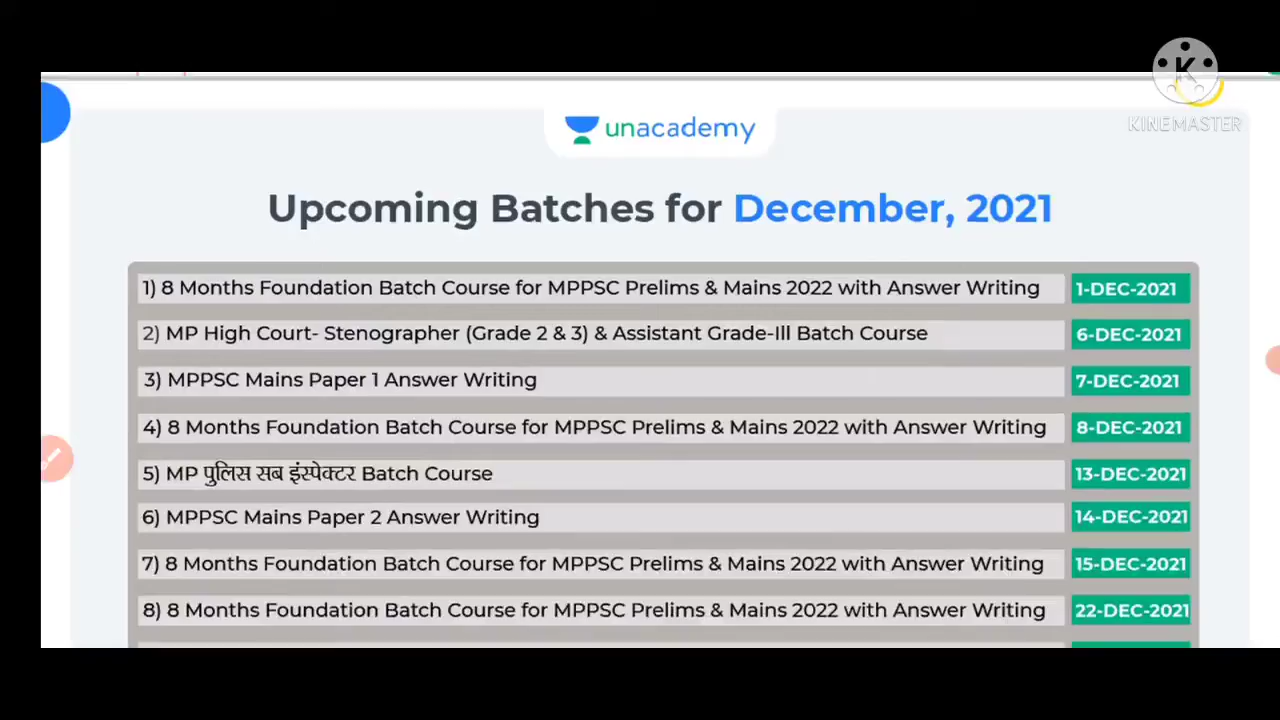 KINEMASTER
unacademy
Upcoming Batches for December, 2021
1) 8 Months Foundation Batch Course for MPPSC Prelims & Mains 2022 with Answer Writing 1-DEC-2021
2) MP High Court- Stenographer (Grade 2 & 3) & Assistant Grade-III Batch Course 6-DEC-2021
3) MPPSC Mains Paper 1 Answer Writing 7-DEC-2021
4) 8 Months Foundation Batch Course for MPPSC Prelims & Mains 2022 with Answer Writing 8-DEC-2021
5) MP पुलिस सब इंस्पेक्टर Batch Course 13-DEC-2021
6) MPPSC Mains Paper 2 Answer Writing 14-DEC-2021
7) 8 Months Foundation Batch Course for MPPSC Prelims & Mains 2022 with Answer Writing 15-DEC-2021
8) 8 Months Foundation Batch Course for MPPSC Prelims & Mains 2022 with Answer Writing 22-DEC-2021